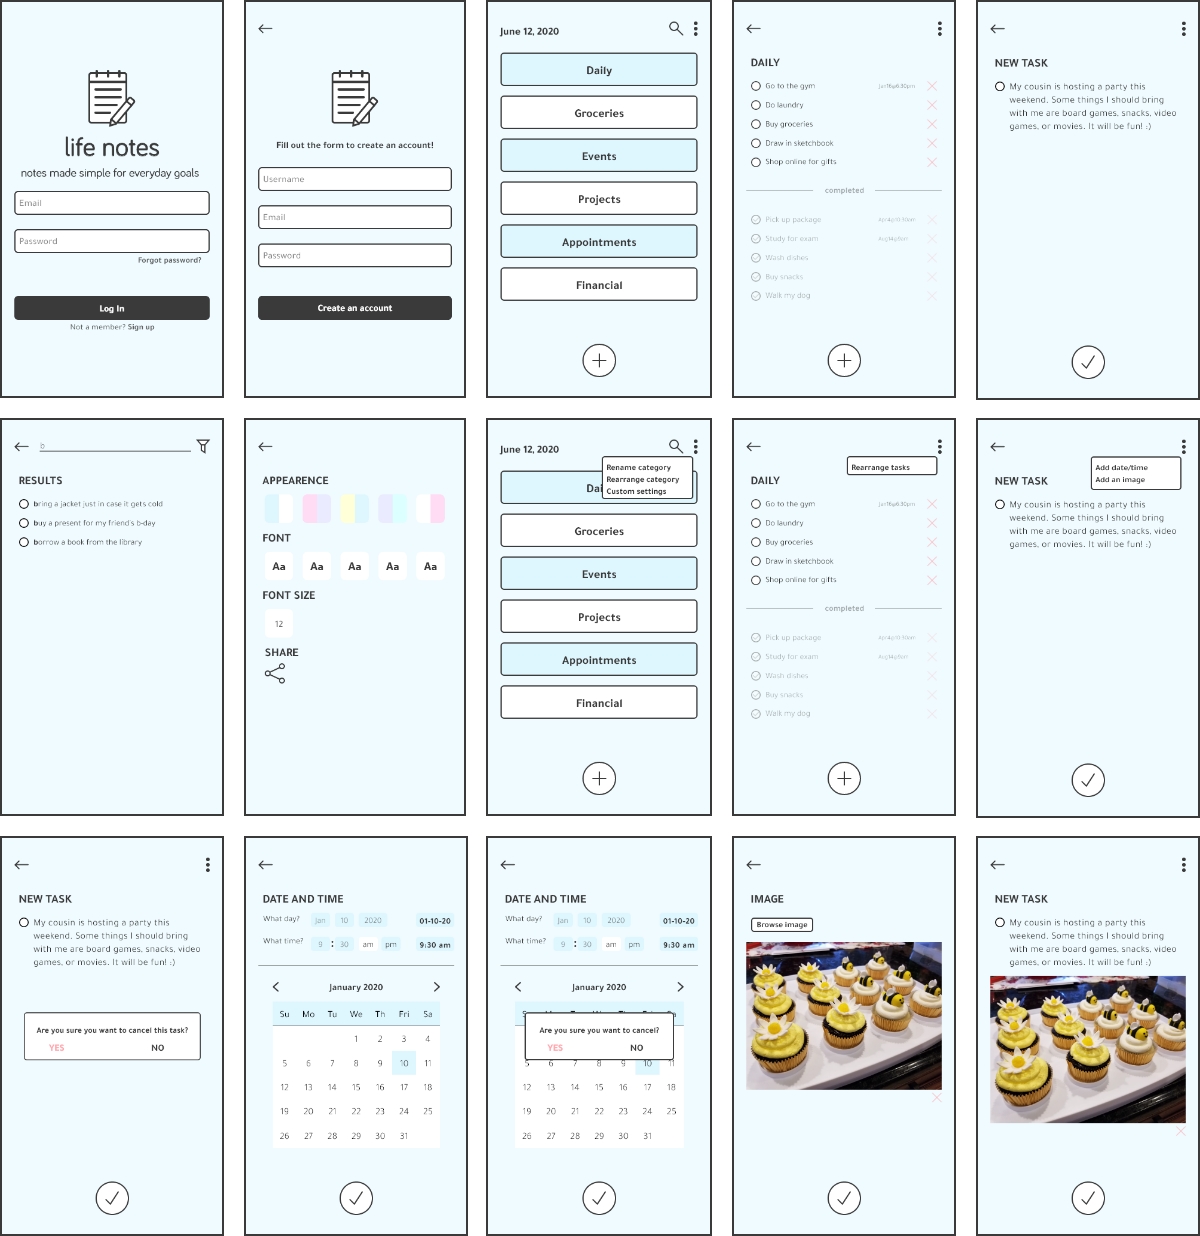 life notes
notes made simple for everyday goals
Email
Password
Forgot password?
Log In
Not a member? Sign up
Fill out the form to create an account!
Username
Email
Password
Create an account
June 12, 2020
Daily
Groceries
Events
Projects
Appointments
Financial
DAILY
Go to the gym
Do laundry
Buy groceries
Draw in sketchbook
Shop online for gifts
completed
Pick up package
Study for exam
Wash dishes
Buy snacks
Walk my dog
NEW TASK
My cousin is hosting a party this
weekend. Some things I should bring
with me are board games, snacks, video
games, or movies. It will be fun! :)
b
RESULTS
bring a jacket just in case it gets cold
buy a present for my friend's b-day
borrow a book from the library
APPEARENCE
FONT
Aa Aa Aa Aa Aa
FONT SIZE
12
SHARE
June 12, 2020
Rename category
Rearrange category
Custom settings
Groceries
Events
Projects
Appointments
Financial
Rearrange tasks
DAILY
Go to the gym
Do laundry
Buy groceries
Draw in sketchbook
Shop online for gifts
completed
Pick up package
Study for exam
Wash dishes
Buy snacks
Walk my dog
Add date/time
Add an image
NEW TASK
My cousin is hosting a party this
weekend. Some things I should bring
with me are board games, snacks, video
games, or movies. It will be fun! :)
NEW TASK
My cousin is hosting a party this
weekend. Some things I should bring
with me are board games, snacks, video
games, or movies. It will be fun! :)
Are you sure you want to cancel this task?
YES NO
DATE AND TIME
What day? Jan 10 2020 01-10-20
What time? 9 : 30 am pm 9:30 am
January 2020
Su Mo Tu We Th Fri Sa
1 2 3 4
5 6 7 8 9 10 11
12 13 14 15 16 17 18
19 20 21 22 23 24 25
26 27 28 29 30 31
DATE AND TIME
What day? Jan 10 2020 01-10-20
What time? 9 : 30 am pm 9:30 am
January 2020
Are you sure you want to cancel?
YES NO
5 6 7 8 9 10 11
12 13 14 15 16 17 18
19 20 21 22 23 24 25
26 27 28 29 30 31
IMAGE
Browse image
NEW TASK
My cousin is hosting a party this
weekend. Some things I should bring
with me are board games, snacks, video
games, or movies. It will be fun! :)